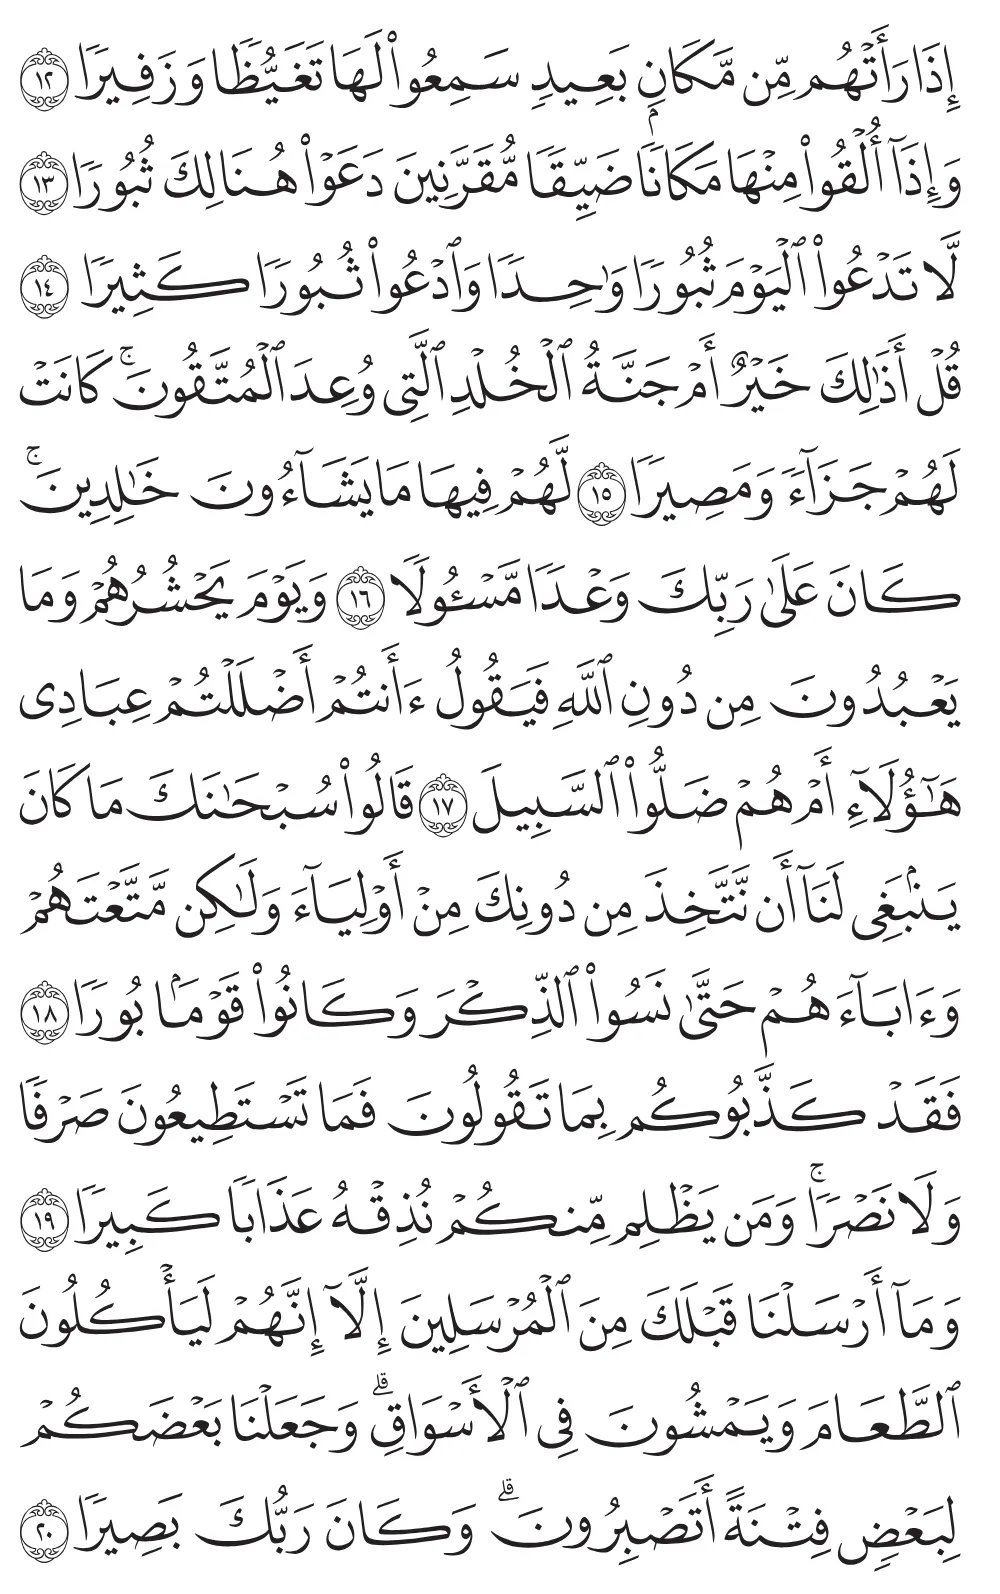 إِذَا رَأَتْهُم مِّن مَّكَانٍۭ بَعِيدٍ سَمِعُوا۟ لَهَا تَغَيُّظًا وَزَفِيرًا ١٢
وَإِذَآ أُلْقُوا۟ مِنْهَا مَكَانًا ضَيِّقًا مُّقَرَّنِينَ دَعَوْا۟ هُنَالِكَ ثُبُورًا ١٣
لَّا تَدْعُوا۟ ٱلْيَوْمَ ثُبُورًا وَٰحِدًا وَٱدْعُوا۟ ثُبُورًا كَثِيرًا ١٤
قُلْ أَذَٰلِكَ خَيْرٌ أَمْ جَنَّةُ ٱلْخُلْدِ ٱلَّتِى وُعِدَ ٱلْمُتَّقُونَ ۚ كَانَتْ
لَهُمْ جَزَآءً وَمَصِيرًا ١٥ لَّهُمْ فِيهَا مَا يَشَآءُونَ خَٰلِدِينَ ۚ
كَانَ عَلَىٰ رَبِّكَ وَعْدًا مَّسْـُٔولًا ١٦ وَيَوْمَ يَحْشُرُهُمْ وَمَا
يَعْبُدُونَ مِن دُونِ ٱللَّهِ فَيَقُولُ ءَأَنتُمْ أَضْلَلْتُمْ عِبَادِى
هَٰٓؤُلَآءِ أَمْ هُمْ ضَلُّوا۟ ٱلسَّبِيلَ ١٧ قَالُوا۟ سُبْحَٰنَكَ مَا كَانَ
يَنۢبَغِى لَنَآ أَن نَّتَّخِذَ مِن دُونِكَ مِنْ أَوْلِيَآءَ وَلَٰكِن مَّتَّعْتَهُمْ
وَءَابَآءَهُمْ حَتَّىٰ نَسُوا۟ ٱلذِّكْرَ وَكَانُوا۟ قَوْمًۢا بُورًا ١٨
فَقَدْ كَذَّبُوكُم بِمَا تَقُولُونَ فَمَا تَسْتَطِيعُونَ صَرْفًا
وَلَا نَصْرًا ۚ وَمَن يَظْلِم مِّنكُمْ نُذِقْهُ عَذَابًا كَبِيرًا ١٩
وَمَآ أَرْسَلْنَا قَبْلَكَ مِنَ ٱلْمُرْسَلِينَ إِلَّآ إِنَّهُمْ لَيَأْكُلُونَ
ٱلطَّعَامَ وَيَمْشُونَ فِى ٱلْأَسْوَاقِ ۗ وَجَعَلْنَا بَعْضَكُمْ
لِبَعْضٍ فِتْنَةً أَتَصْبِرُونَ ۗ وَكَانَ رَبُّكَ بَصِيرًا ٢٠